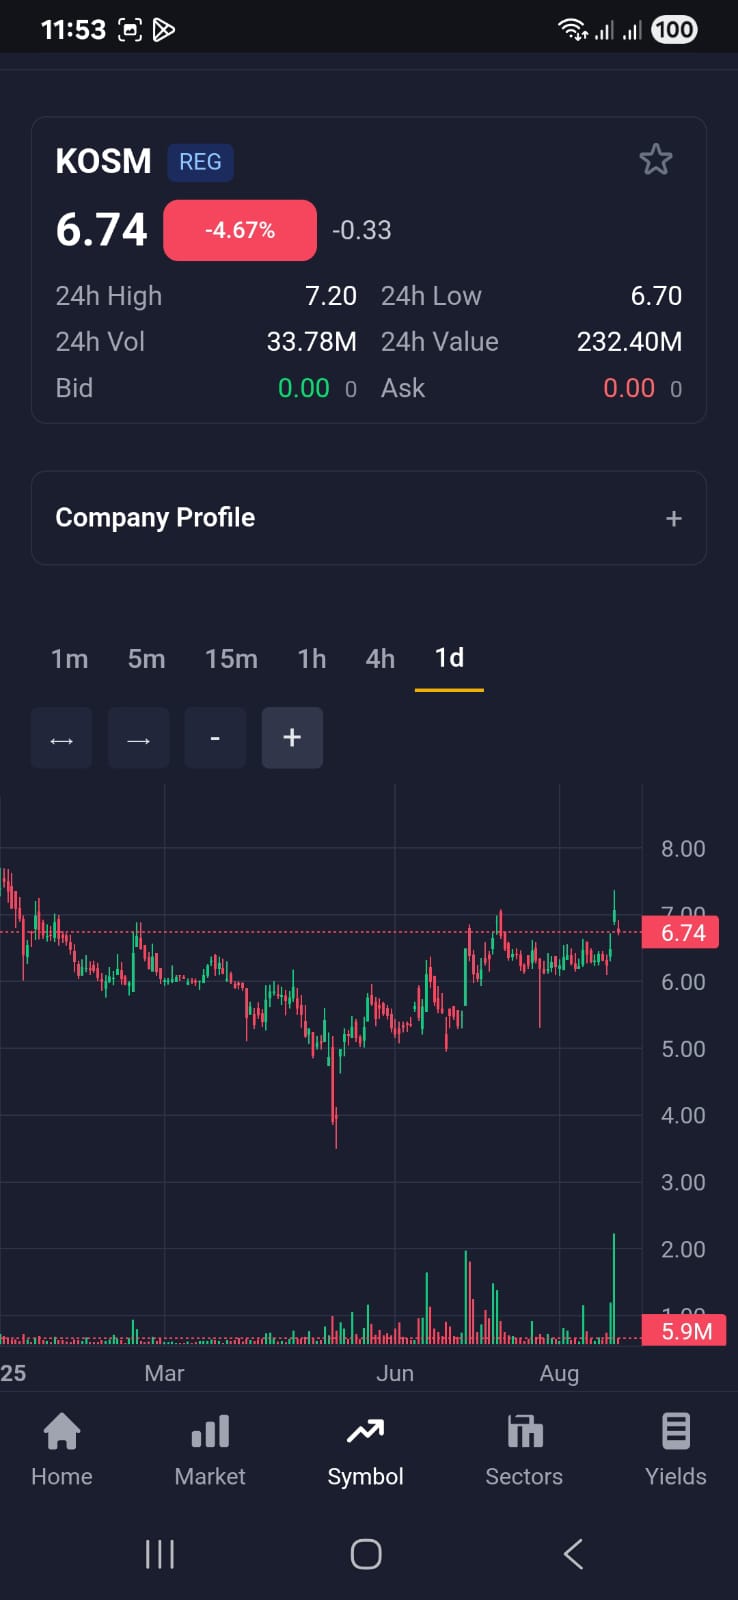 11:53 100
KOSM REG
6.74 -4.67% -0.33
24h High 7.20 24h Low 6.70
24h Vol 33.78M 24h Value 232.40M
Bid 0.00 0 Ask 0.00 0
Company Profile +
1m 5m 15m 1h 4h 1d
↔ → - +
8.00
7.00
6.74
6.00
5.00
4.00
3.00
2.00
1.00
5.9M
25 Mar Jun Aug
Home Market Symbol Sectors Yields